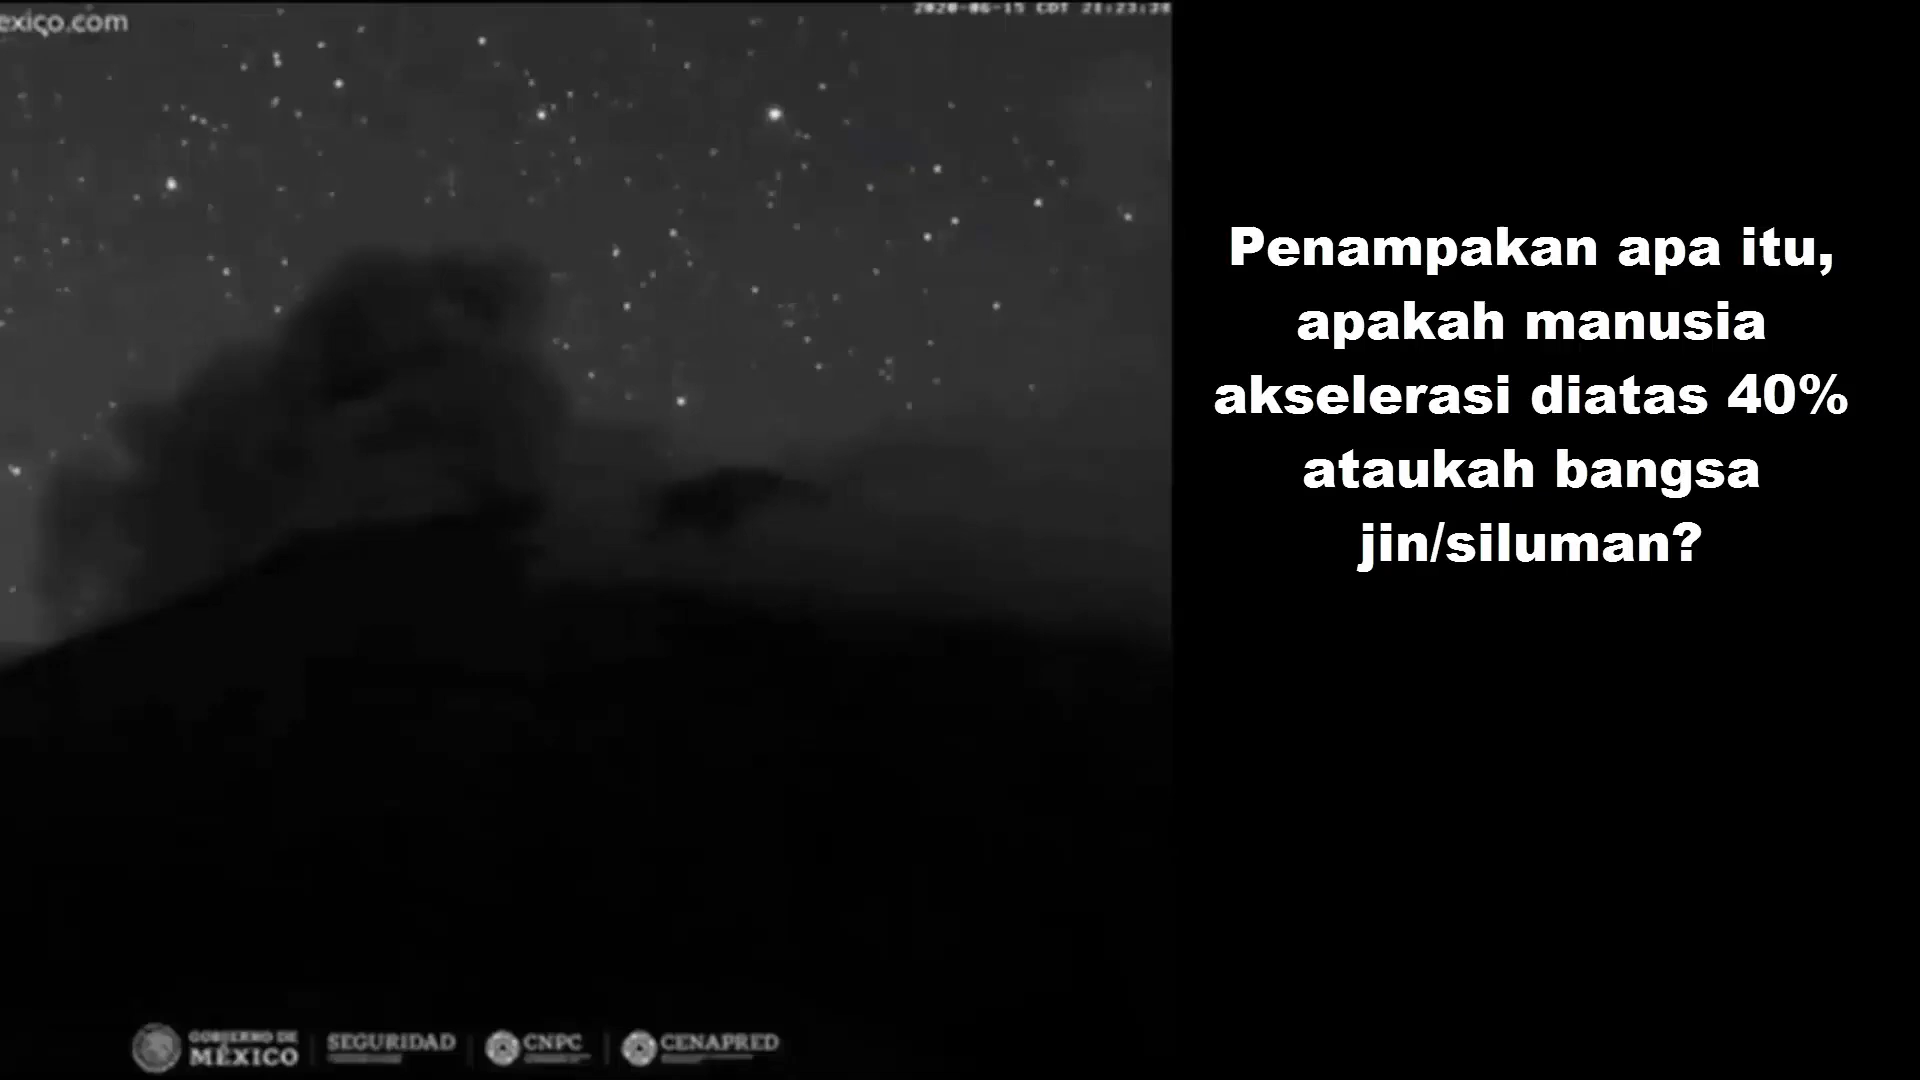 exico.com
2020-06-15 CDT 21:23:38
Penampakan apa itu,
apakah manusia
akselerasi diatas 40%
ataukah bangsa
jin/siluman?
GOBIERNO DE
MÉXICO
SEGURIDAD
CNPC
CENAPRED